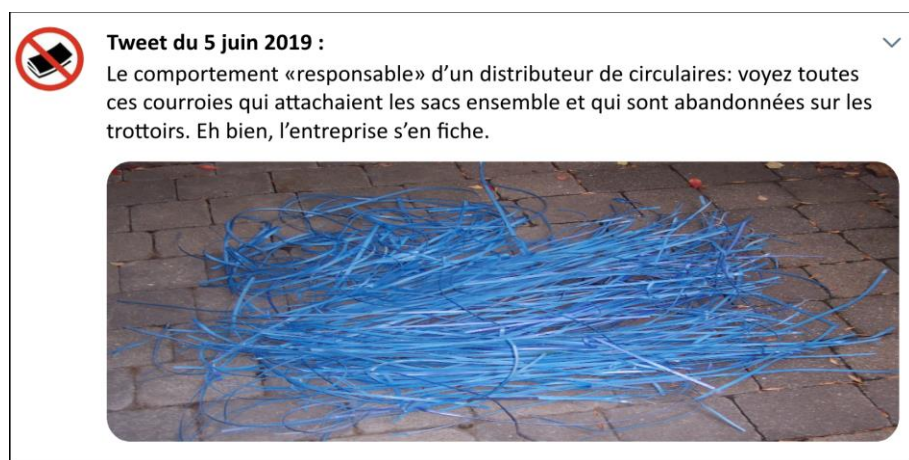 Tweet du 5 juin 2019 :
Le comportement «responsable» d’un distributeur de circulaires: voyez toutes
ces courroies qui attachaient les sacs ensemble et qui sont abandonnées sur les
trottoirs. Eh bien, l’entreprise s’en fiche.